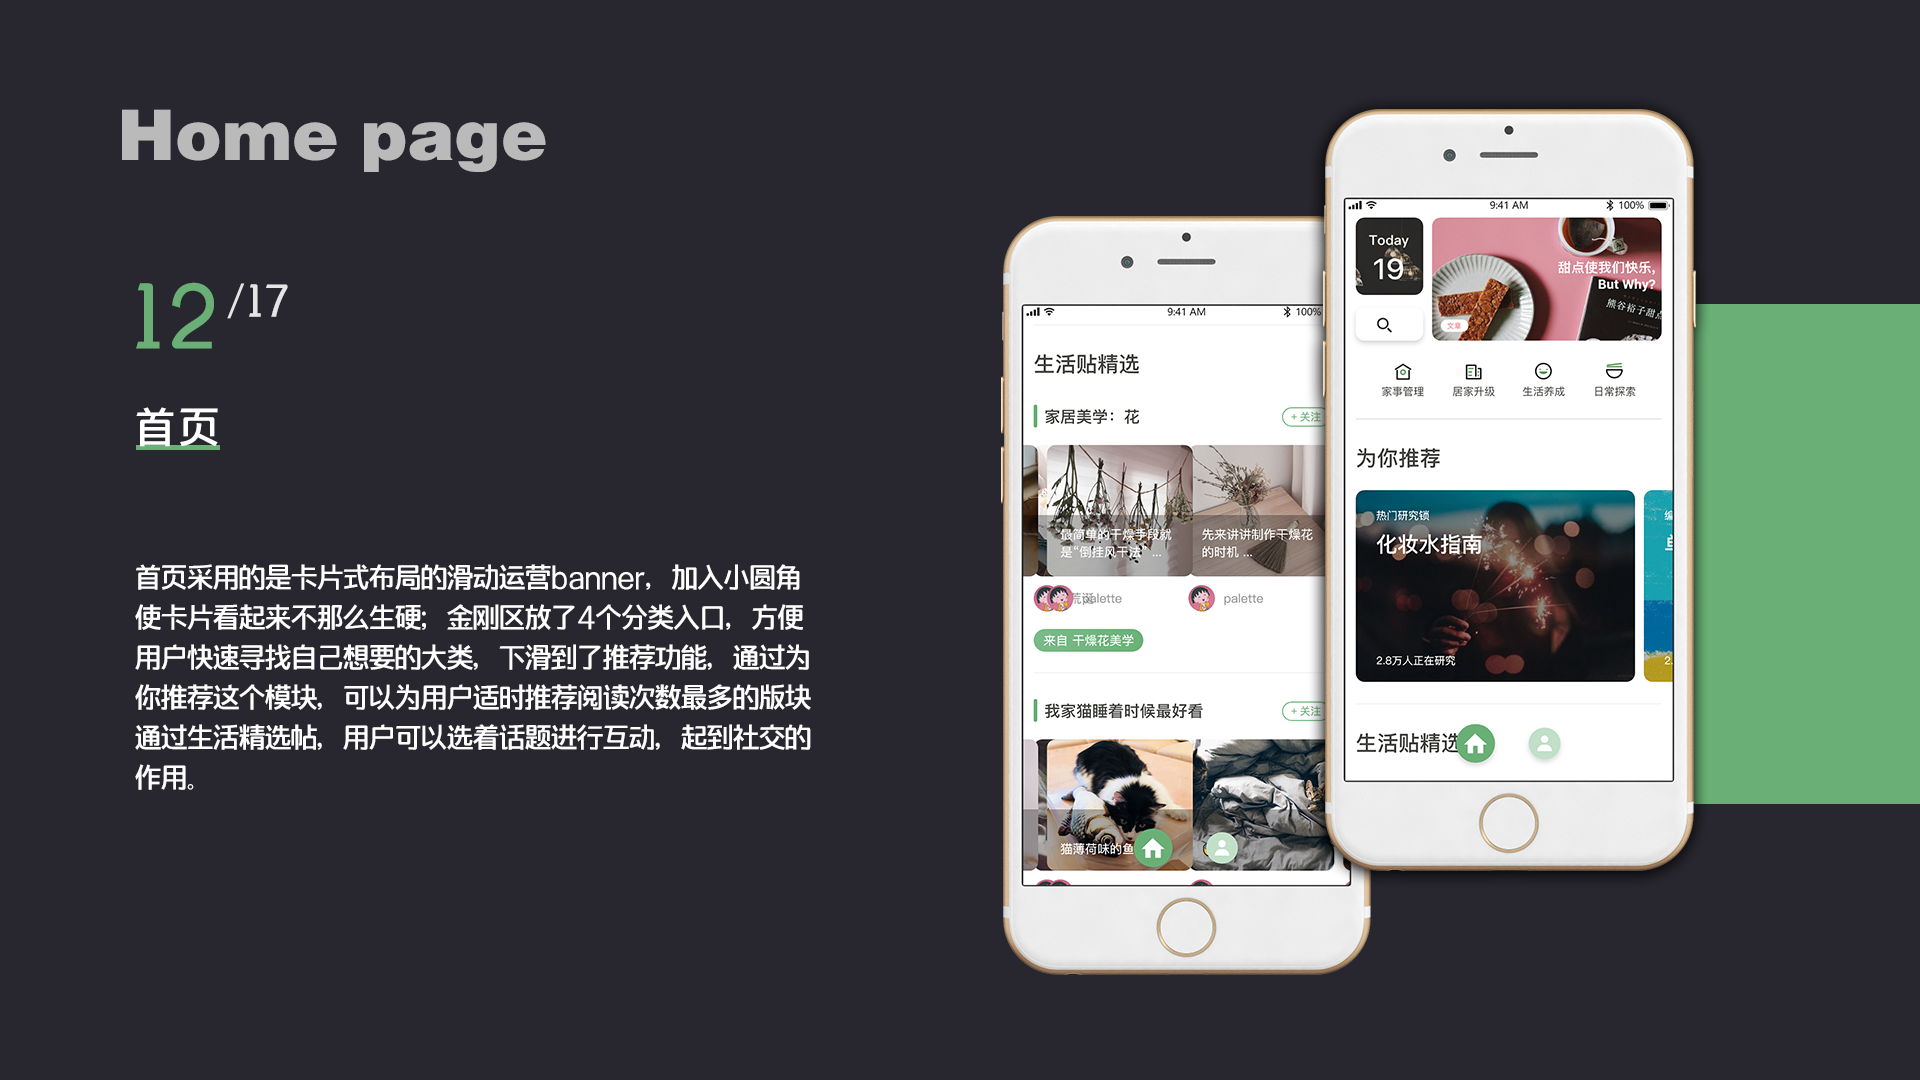 Home page
12/17
首页
首页采用的是卡片式布局的滑动运营banner，加入小圆角
使卡片看起来不那么生硬；金刚区放了4个分类入口，方便
用户快速寻找自己想要的大类，下滑到了推荐功能，通过为
你推荐这个模块，可以为用户适时推荐阅读次数最多的版块
通过生活精选帖，用户可以选着话题进行互动，起到社交的
作用。
9:41 AM
100%
生活贴精选
家居美学：花
+ 关注
最简单的干燥手段就
是“倒挂风干法” ...
先来讲讲制作干燥花
的时机 ...
palette
palette
来自 干燥花美学
我家猫睡着时候最好看
+ 关注
猫薄荷味的鱼
9:41 AM
100%
Today
19
甜点使我们快乐,
But Why?
熊谷裕子甜点
文章
家事管理
居家升级
生活养成
日常探索
为你推荐
热门研究锁
化妆水指南
2.8万人正在研究
编
2.
生活贴精选